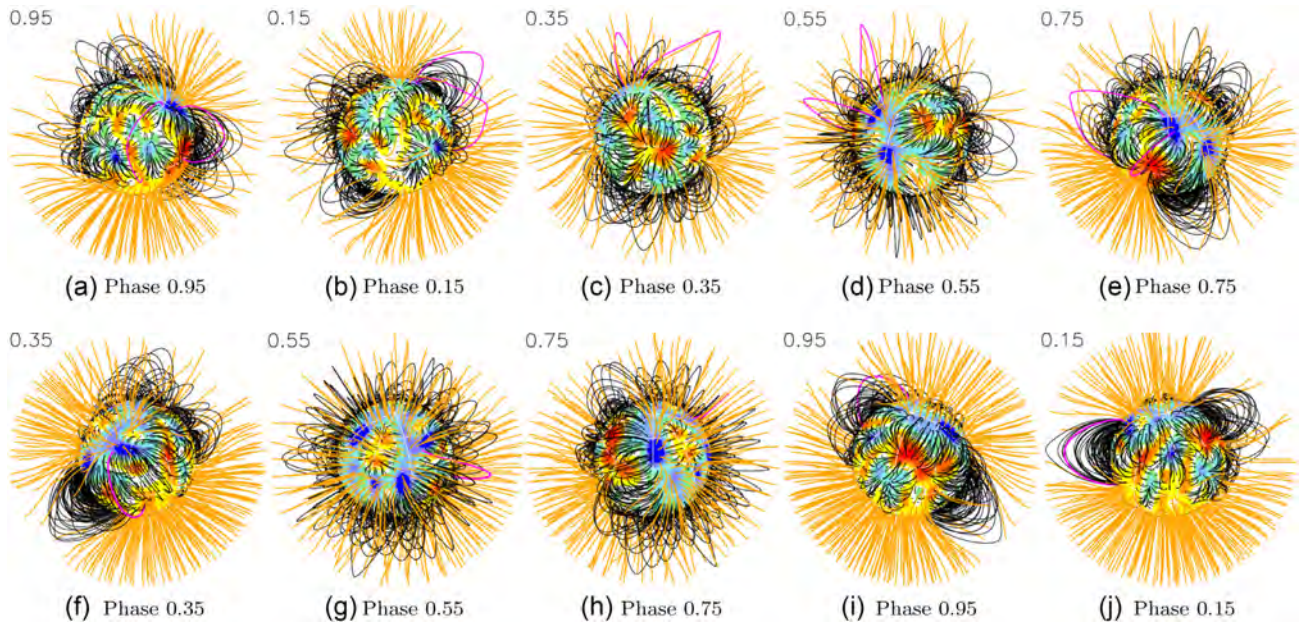 0.95
0.15
0.35
0.55
0.75
(a) Phase 0.95
(b) Phase 0.15
(c) Phase 0.35
(d) Phase 0.55
(e) Phase 0.75
0.35
0.55
0.75
0.95
0.15
(f) Phase 0.35
(g) Phase 0.55
(h) Phase 0.75
(i) Phase 0.95
(j) Phase 0.15